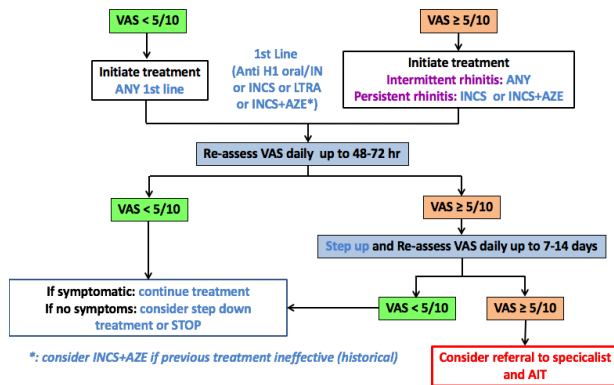 VAS < 5/10
VAS ≥ 5/10
Initiate treatment
ANY 1st line
1st Line
(Anti H1 oral/IN
or INCS or LTRA
or INCS+AZE*)
Initiate treatment
Intermittent rhinitis: ANY
Persistent rhinitis: INCS or INCS+AZE
Re-assess VAS daily up to 48-72 hr
VAS < 5/10
VAS ≥ 5/10
Step up and Re-assess VAS daily up to 7-14 days
If symptomatic: continue treatment
If no symptoms: consider step down
treatment or STOP
VAS < 5/10
VAS ≥ 5/10
*: consider INCS+AZE if previous treatment ineffective (historical)
Consider referral to specicalist
and AIT